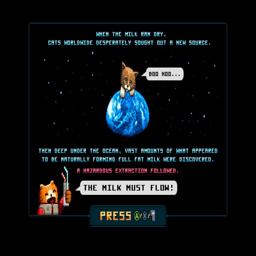 WHEN THE MILK RAN DRY,
CATS WORLDWIDE DESPERATELY SOUGHT OUT A NEW SOURCE.
BOO HOO...
THEN DEEP UNDER THE OCEAN, VAST AMOUNTS OF WHAT APPEARED
TO BE NATURALLY FORMING FULL FAT MILK WERE DISCOVERED.
A HAZARDOUS EXTRACTION FOLLOWED.
THE MILK MUST FLOW!
PRESS